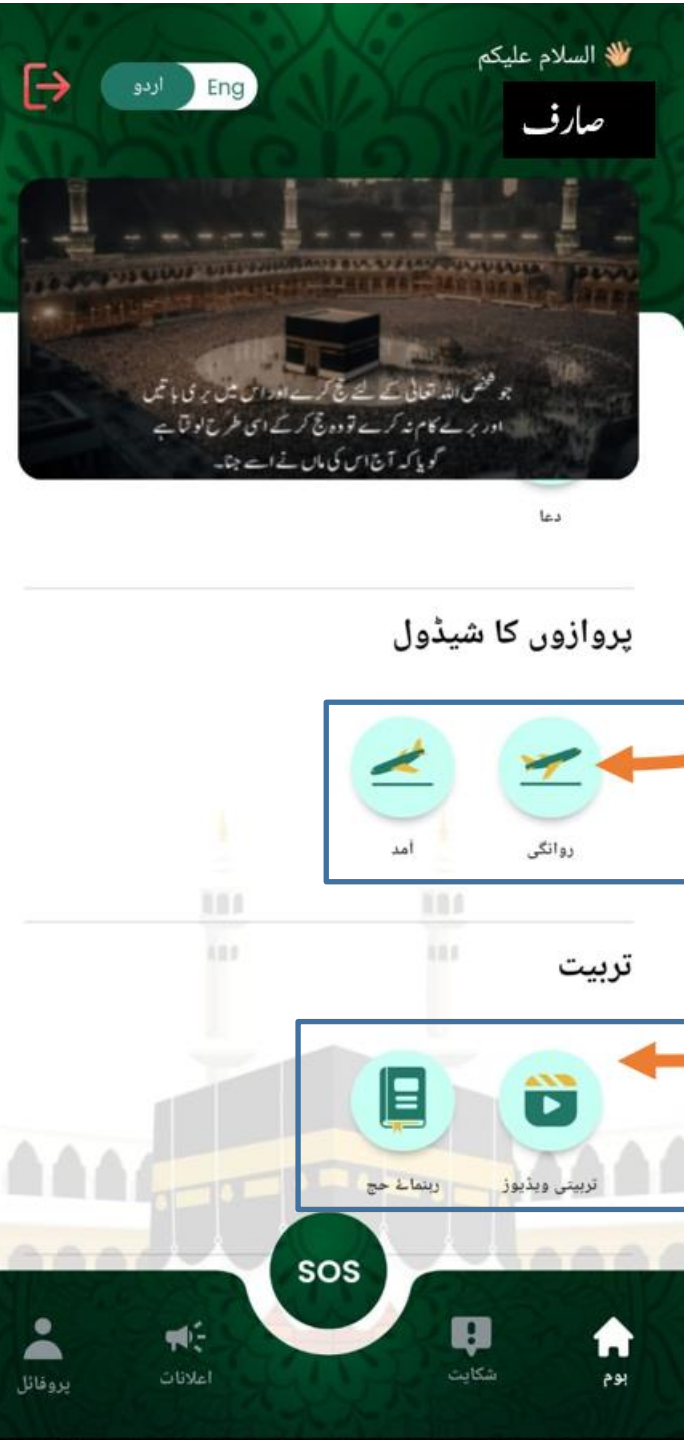 السلام علیکم
صارف
اردو Eng
جو شخص اللہ تعالٰی کے لئے حج کرے اور اس میں بری باتیں
اور برے کام نہ کرے تو وہ حج کر کے اسی طرح لوٹتا ہے
گویا کہ آج اس کی ماں نے اسے جنا۔
دعا
پروازوں کا شیڈول
روانگی
آمد
تربیت
تربیتی ویڈیوز
رہنمائے حج
SOS
ہوم
شکایت
اعلانات
پروفائل